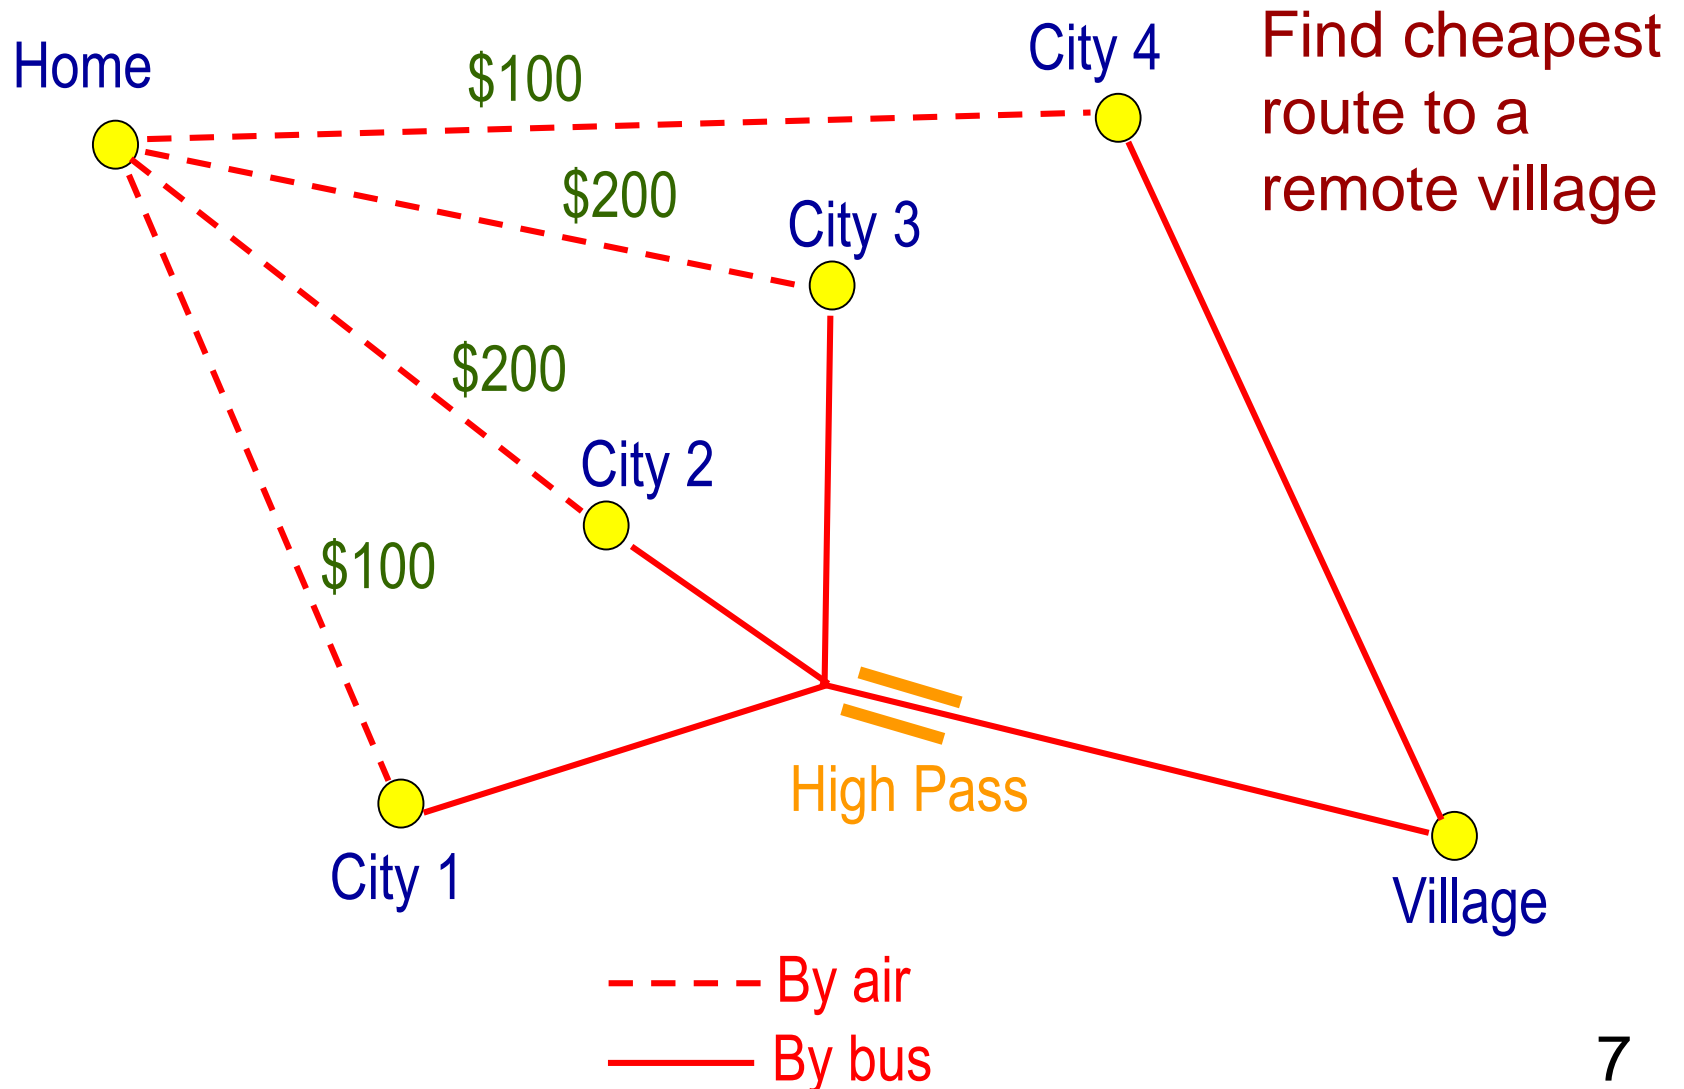 Find cheapest
route to a
remote village
Home
$100
City 4
$200
City 3
$200
City 2
$100
High Pass
City 1
Village
By air
By bus
7